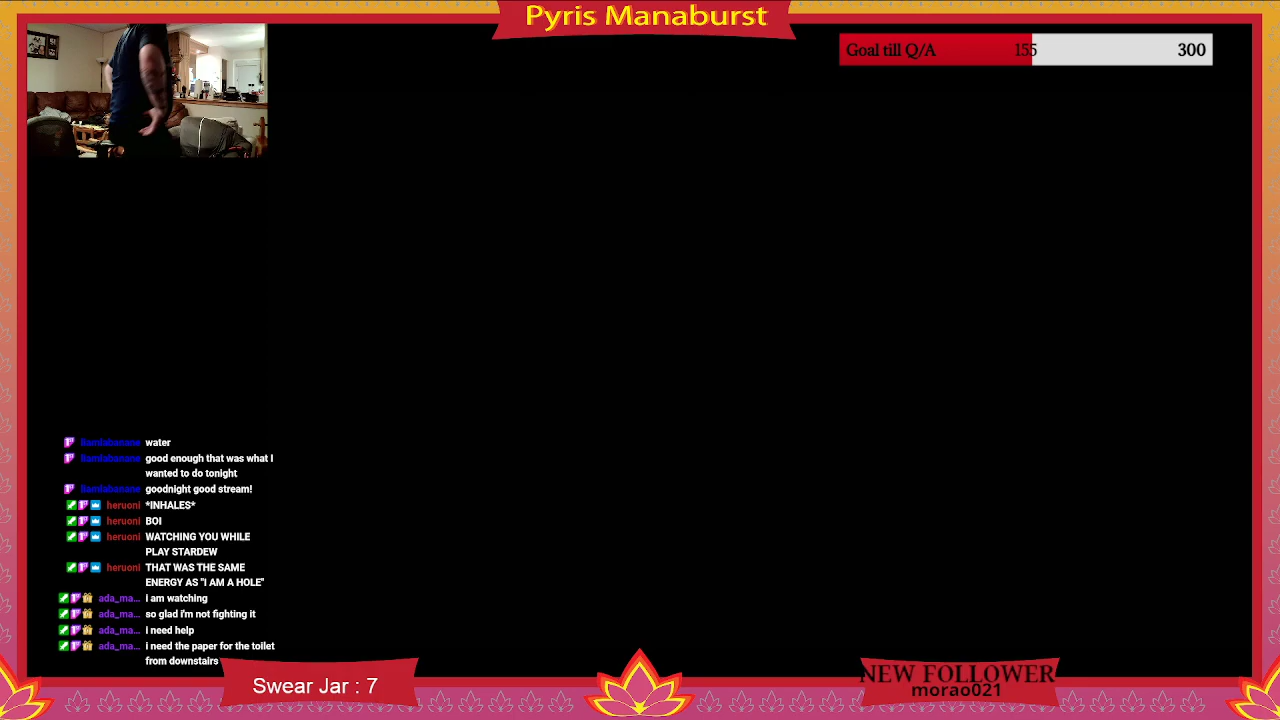 Pyris Manaburst
Goal till Q/A 155 300
flamlabanane water
flamlabanane good enough that was what I
wanted to do tonight
flamlabanane goodnight good stream!
heruoni *INHALES*
heruoni BOI
heruoni WATCHING YOU WHILE
PLAY STARDEW
heruoni THAT WAS THE SAME
ENERGY AS "I AM A HOLE"
ada_ma... i am watching
ada_ma... so glad i'm not fighting it
ada_ma... i need help
ada_ma... i need the paper for the toilet
from downstairs
Swear Jar : 7
NEW FOLLOWER
morao021